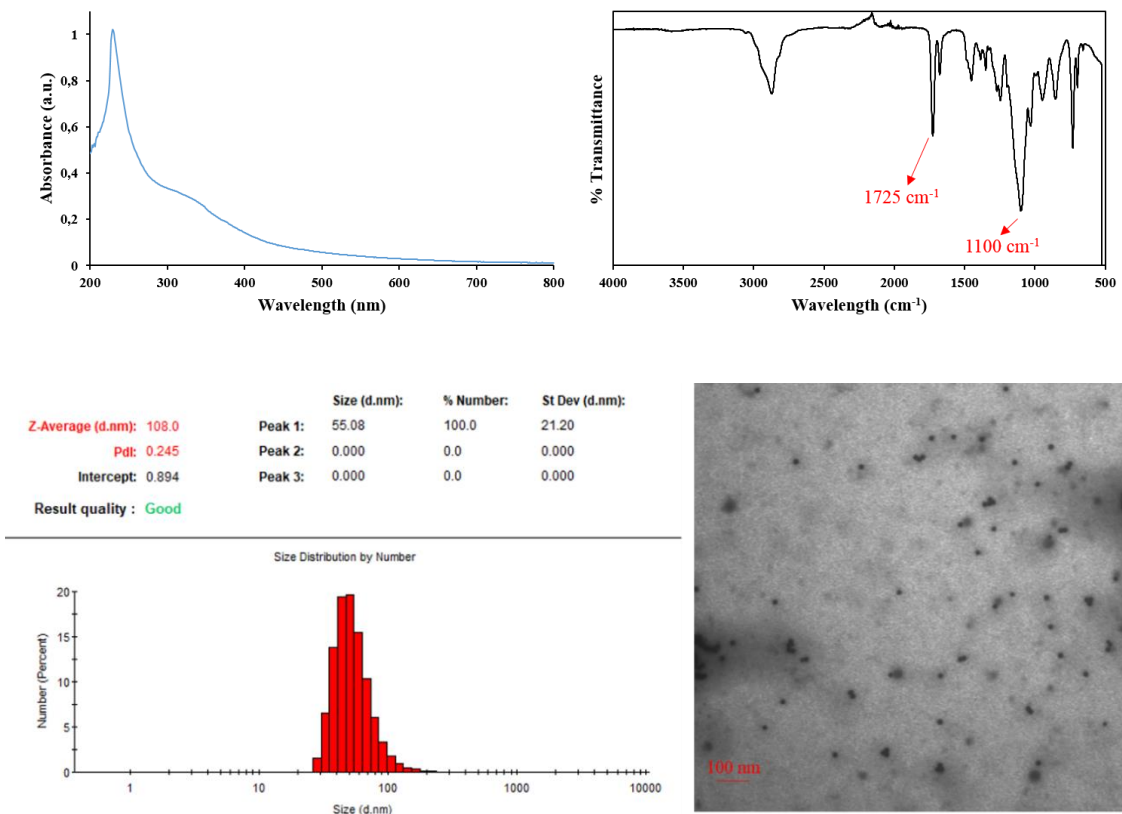 1
0,8
0,6
0,4
0,2
0
Absorbance (a.u.)
200 300 400 500 600 700 800
Wavelength (nm)
% Transmittance
1725 cm-1
1100 cm-1
4000 3500 3000 2500 2000 1500 1000 500
Wavelength (cm-1)
Size (d.nm): % Number: St Dev (d.nm):
Z-Average (d.nm): 108.0 Peak 1: 55.08 100.0 21.20
PdI: 0.245 Peak 2: 0.000 0.0 0.000
Intercept: 0.894 Peak 3: 0.000 0.0 0.000
Result quality : Good
Size Distribution by Number
20
15
10
5
0
Number (Percent)
1 10 100 1000 10000
Size (d.nm)
100 nm